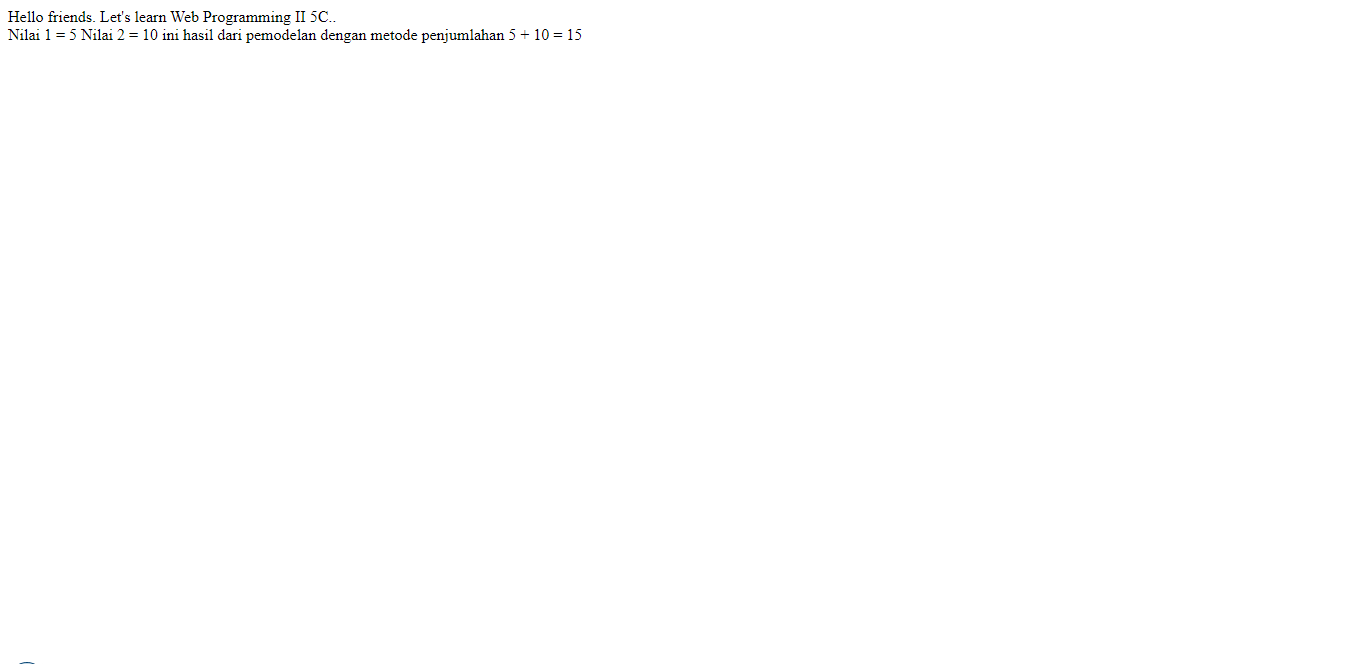 Hello friends. Let's learn Web Programming II 5C..
Nilai 1 = 5 Nilai 2 = 10 ini hasil dari pemodelan dengan metode penjumlahan 5 + 10 = 15